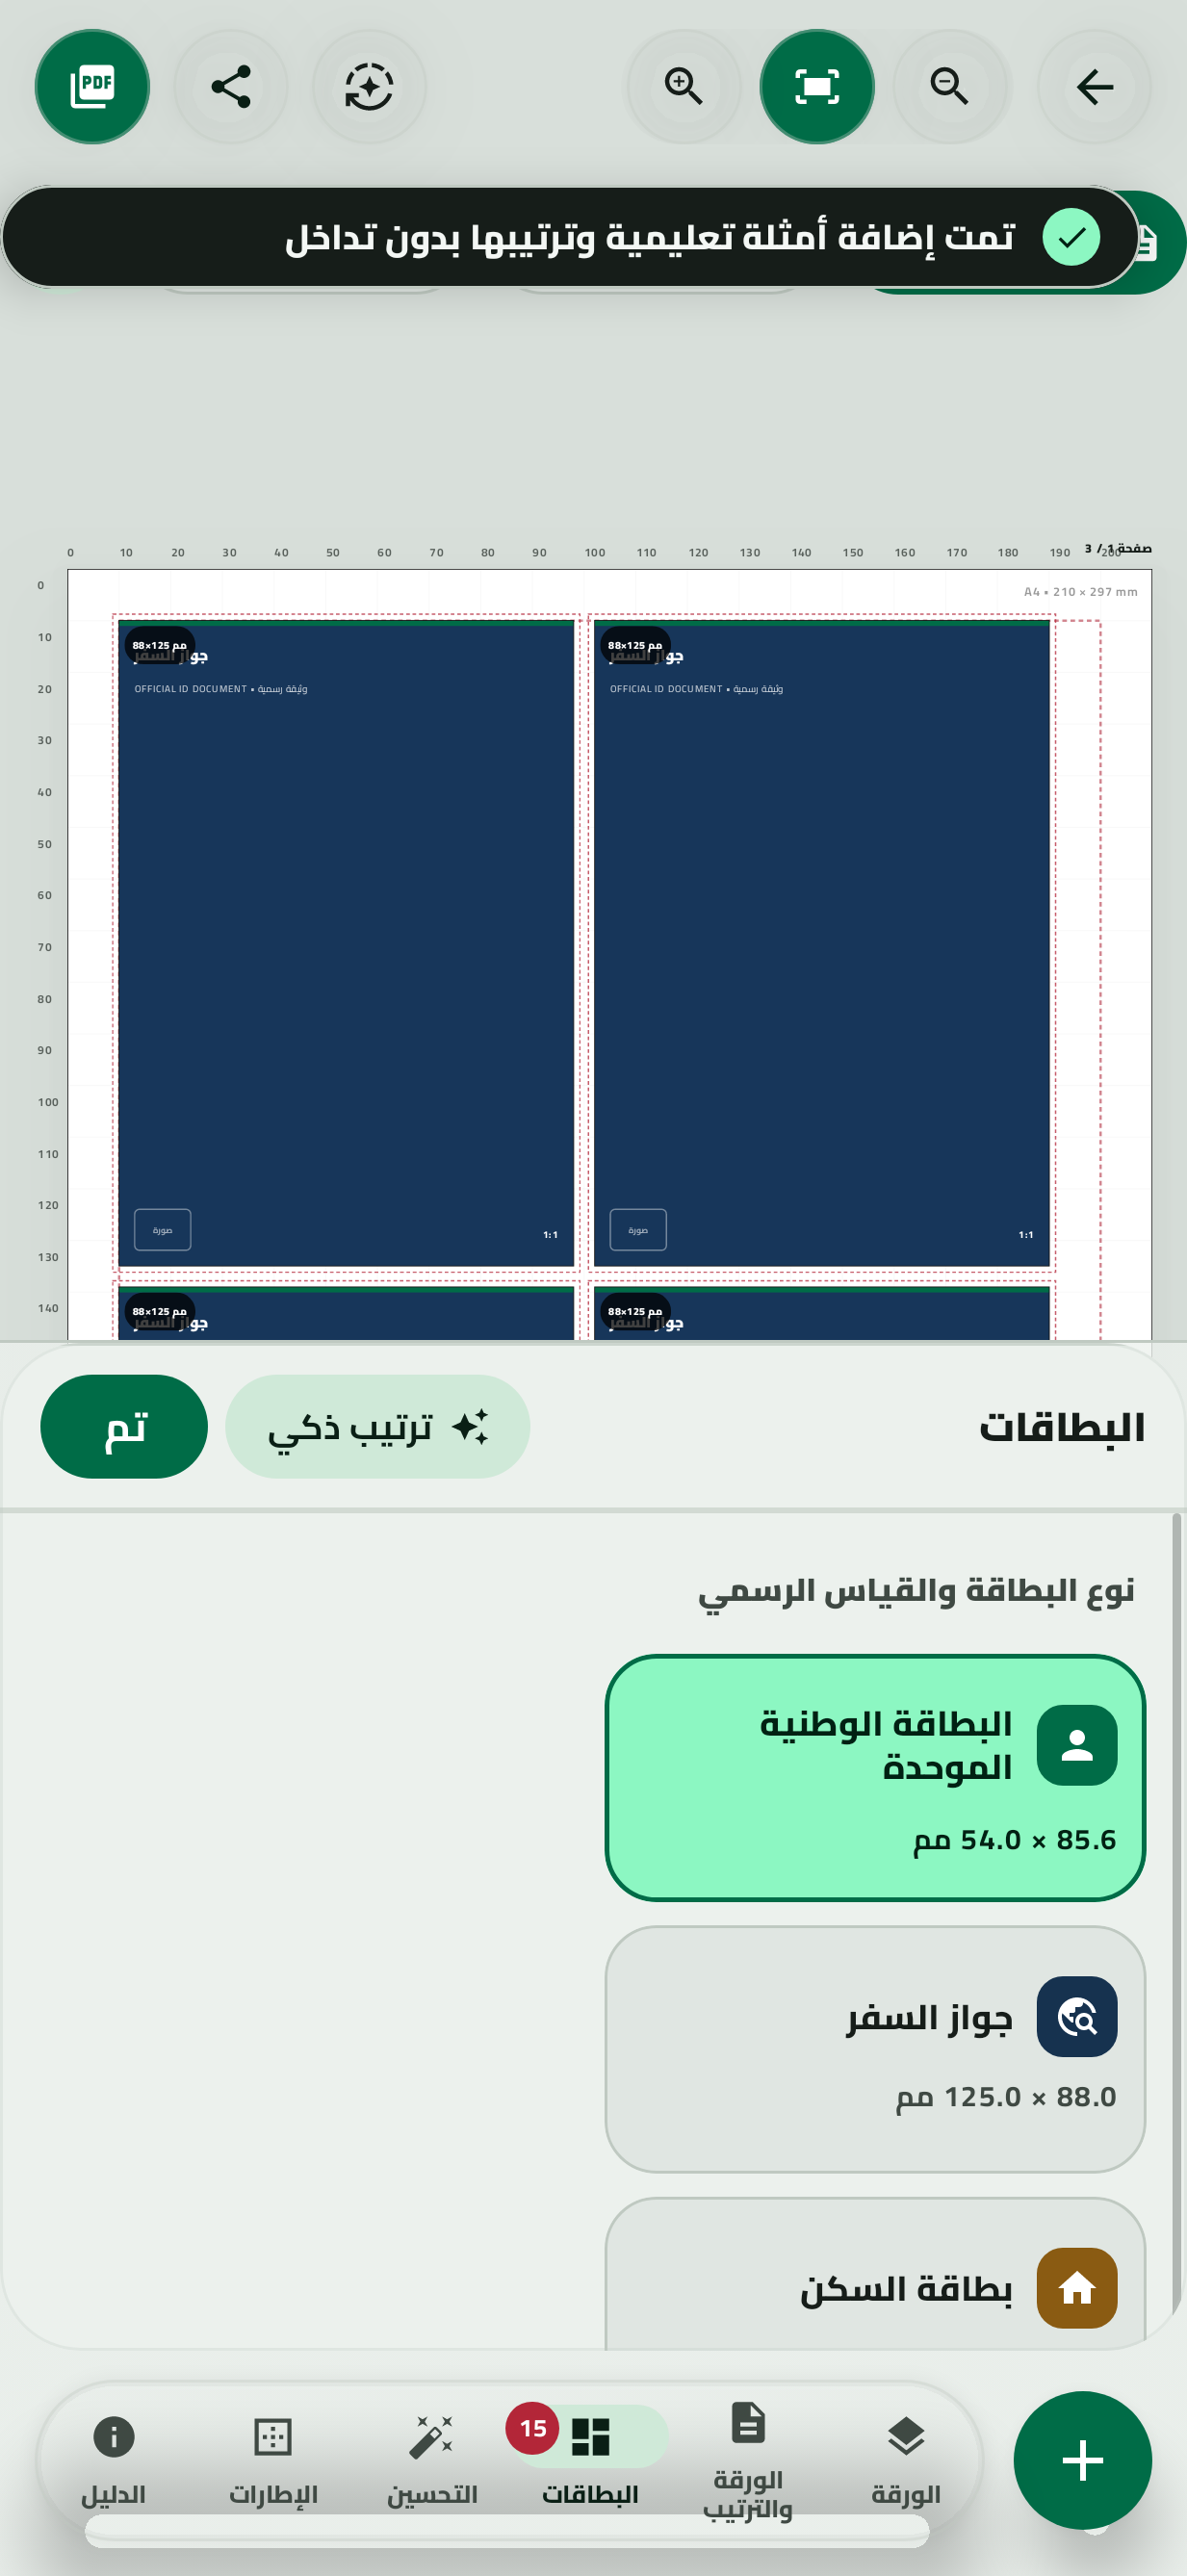 PDF
تمت إضافة أمثلة تعليمية وترتيبها بدون تداخل
صفحة 1 / 3
0 10 20 30 40 50 60 70 80 90 100 110 120 130 140 150 160 170 180 190 200
A4 • 210 × 297 mm
0
10
20
30
40
50
60
70
80
90
100
110
120
130
140
88×125 مم
جواز السفر
OFFICIAL ID DOCUMENT • وثيقة رسمية
صورة
1:1
88×125 مم
جواز السفر
OFFICIAL ID DOCUMENT • وثيقة رسمية
صورة
1:1
88×125 مم
جواز السفر
88×125 مم
جواز السفر
البطاقات
ترتيب ذكي
تم
نوع البطاقة والقياس الرسمي
البطاقة الوطنية
الموحدة
85.6 × 54.0 مم
جواز السفر
88.0 × 125.0 مم
بطاقة السكن
الورقة
الورقة
والترتيب
15
البطاقات
التحسين
الإطارات
الدليل